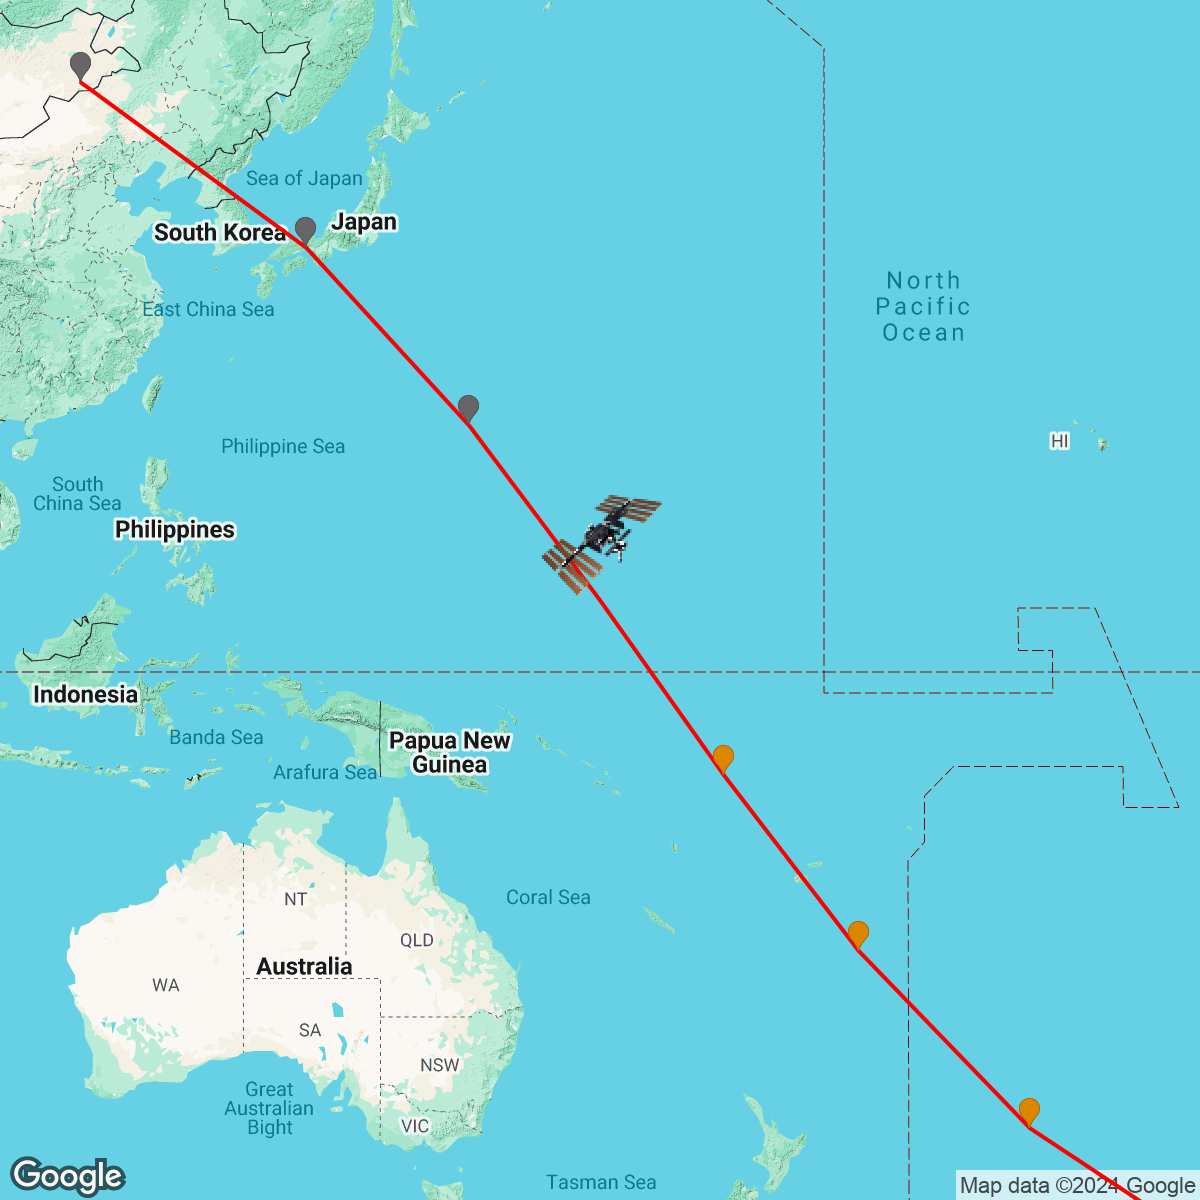 Sea of Japan
Japan
South Korea
North
Pacific
Ocean
East China Sea
HI
Philippine Sea
South
China Sea
Philippines
Indonesia
Banda Sea
Papua New
Guinea
Arafura Sea
Coral Sea
NT
QLD
Australia
WA
SA
NSW
Great
Australian
Bight
VIC
Tasman Sea
Google
Map data ©2024 Google